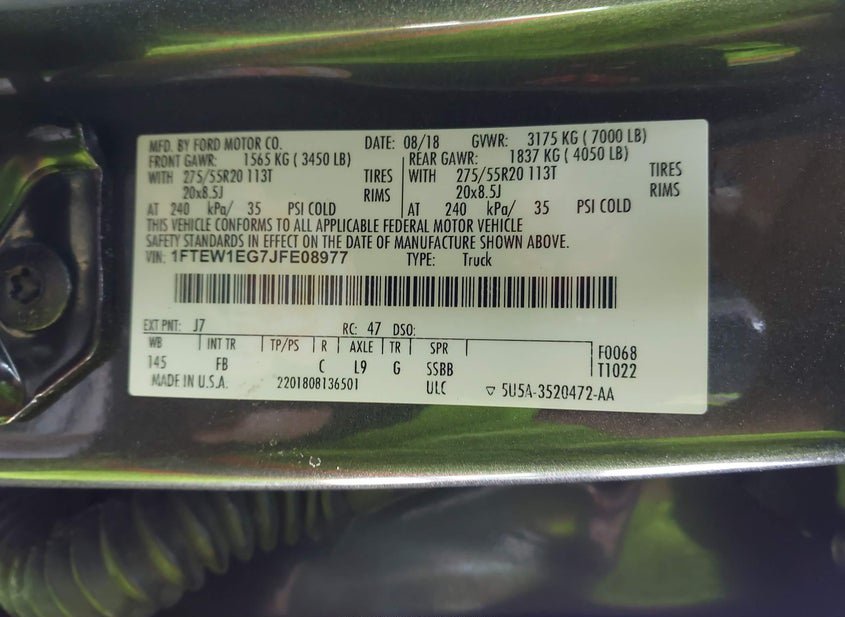 MFD. BY FORD MOTOR CO. DATE: 08/18 GVWR: 3175 KG ( 7000 LB)
FRONT GAWR: 1565 KG ( 3450 LB) REAR GAWR: 1837 KG ( 4050 LB)
WITH 275/55R20 113T TIRES WITH 275/55R20 113T TIRES
20x8.5J RIMS 20x8.5J RIMS
AT 240 kPa/ 35 PSI COLD AT 240 kPa/ 35 PSI COLD
THIS VEHICLE CONFORMS TO ALL APPLICABLE FEDERAL MOTOR VEHICLE
SAFETY STANDARDS IN EFFECT ON THE DATE OF MANUFACTURE SHOWN ABOVE.
VIN: 1FTEW1EG7JFE08977 TYPE: Truck
EXT PNT: J7 RC: 47 DSO:
WB INT TR TP/PS R AXLE TR SPR F0068
145 FB C L9 G SSBB T1022
MADE IN U.S.A. 2201808136501 ULC ▽ 5U5A-3520472-AA